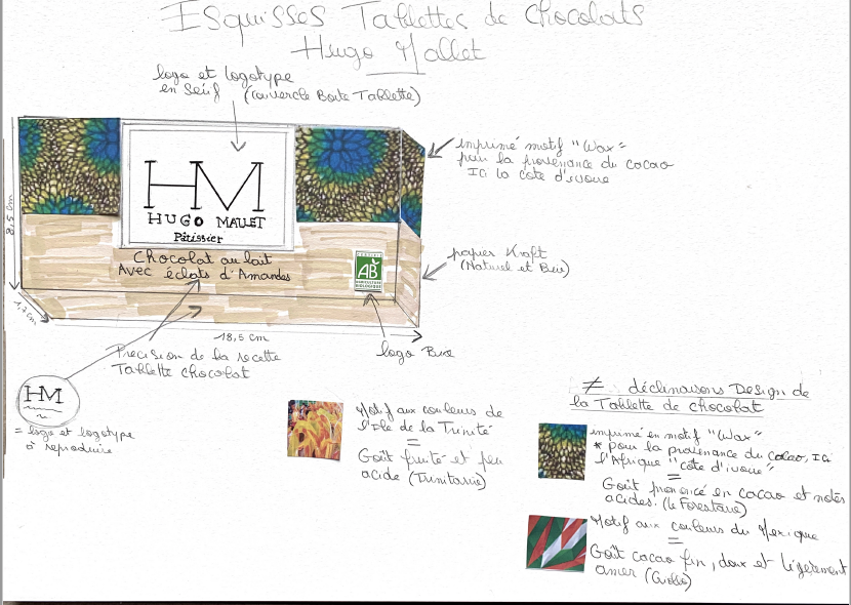 Esquisses Tablettes de chocolats
Hugo Mallet
logo et logotype
en Serif (couvercle Boite Tablette)
HM
HUGO MALLET
Pâtissier
Chocolat au lait
Avec éclats d'Amandes
AB
AGRICULTURE
BIOLOGIQUE
8,5 cm
1,7 cm
18,5 cm
imprimé motif "Wax"
pour la provenance du cacao
Ici la côte d'ivoire
papier Kraft
(Naturel et Brut)
logo
Précision de la recette
Tablette chocolat
HM
= logo et logotype
à reproduire
Motif aux couleurs de
l'Ile de la Trinité
=
Goût fruité et peu
acide (Trinitario)
≠ déclinaisons Design de
la Tablette de chocolat
imprimé en motif "Wax"
* pour la provenance du cacao, Ici
l'Afrique "côte d'ivoire"
=
Goût prononcé en cacao et notes
acides. (le Forestaro)
Motif aux couleurs du Mexique
=
Goût cacao fin, doux et légèrement
amer (Criollo)